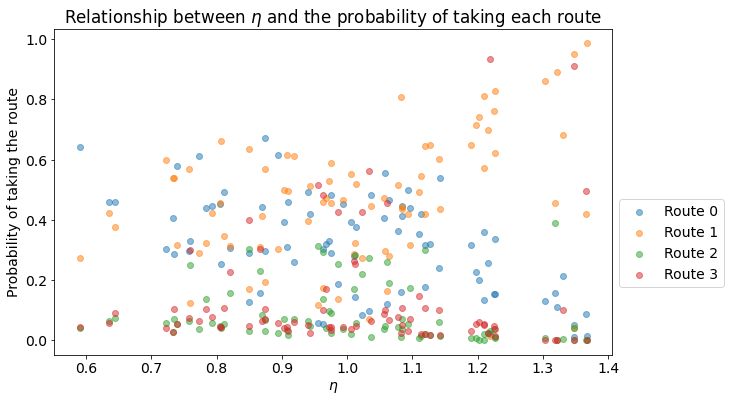 Relationship between η and the probability of taking each route
Probability of taking the route
1.0
0.8
0.6
0.4
0.2
0.0
0.6 0.7 0.8 0.9 1.0 1.1 1.2 1.3 1.4
η
Route 0
Route 1
Route 2
Route 3